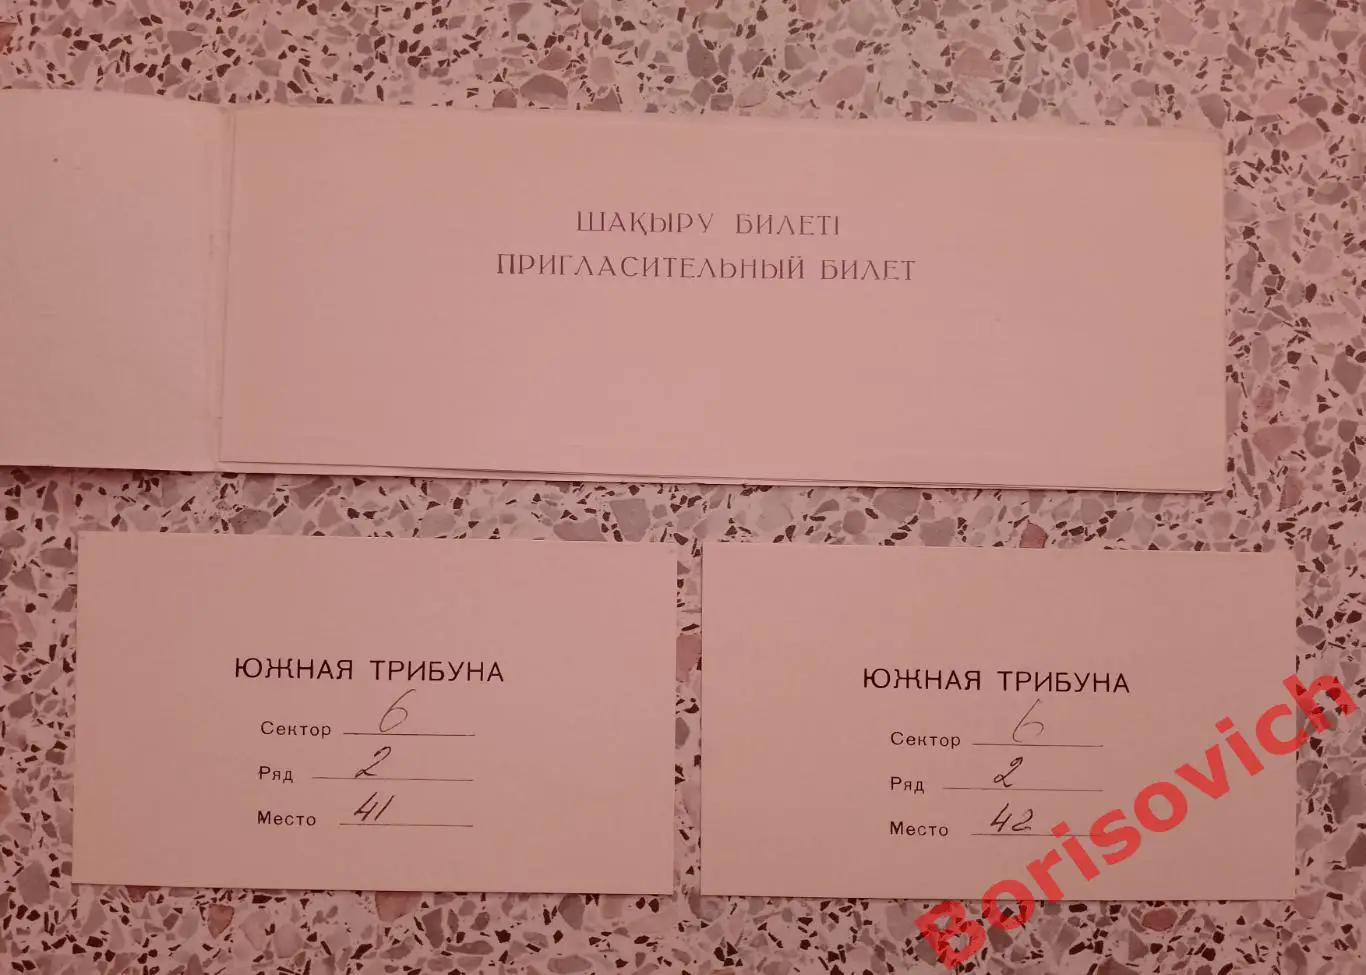 ШАҚЫРУ БИЛЕТІ
ПРИГЛАСИТЕЛЬНЫЙ БИЛЕТ
ЮЖНАЯ ТРИБУНА
Сектор 6
Ряд 2
Место 41
ЮЖНАЯ ТРИБУНА
Сектор 6
Ряд 2
Место 42
Borisovich